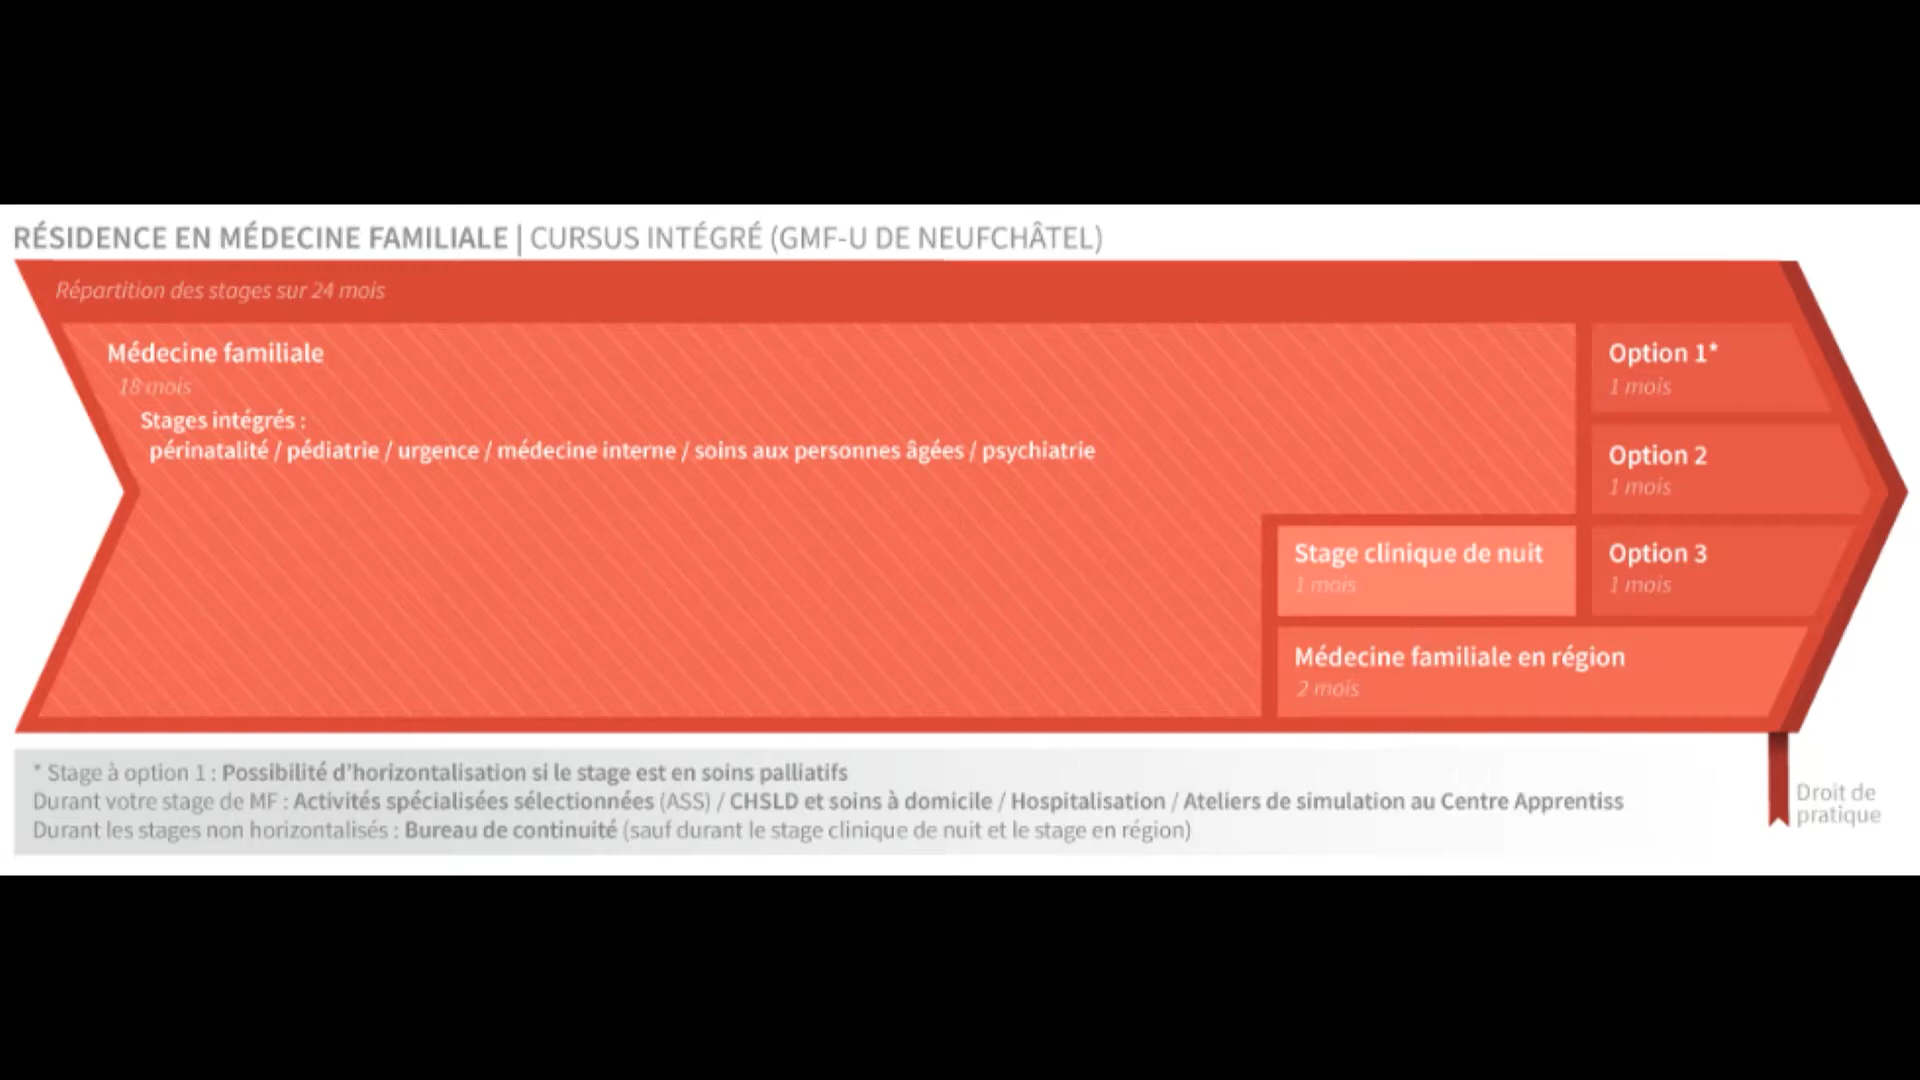 RÉSIDENCE EN MÉDECINE FAMILIALE | CURSUS INTÉGRÉ (GMF-U DE NEUFCHÂTEL)
Répartition des stages sur 24 mois
Médecine familiale
18 mois
Stages intégrés :
périnatalité / pédiatrie / urgence / médecine interne / soins aux personnes âgées / psychiatrie
Option 1*
1 mois
Option 2
1 mois
Stage clinique de nuit
1 mois
Option 3
1 mois
Médecine familiale en région
2 mois
* Stage à option 1 : Possibilité d'horizontalisation si le stage est en soins palliatifs
Durant votre stage de MF : Activités spécialisées sélectionnées (ASS) / CHSLD et soins à domicile / Hospitalisation / Ateliers de simulation au Centre Apprentiss
Durant les stages non horizontalisés : Bureau de continuité (sauf durant le stage clinique de nuit et le stage en région)
Droit de
pratique